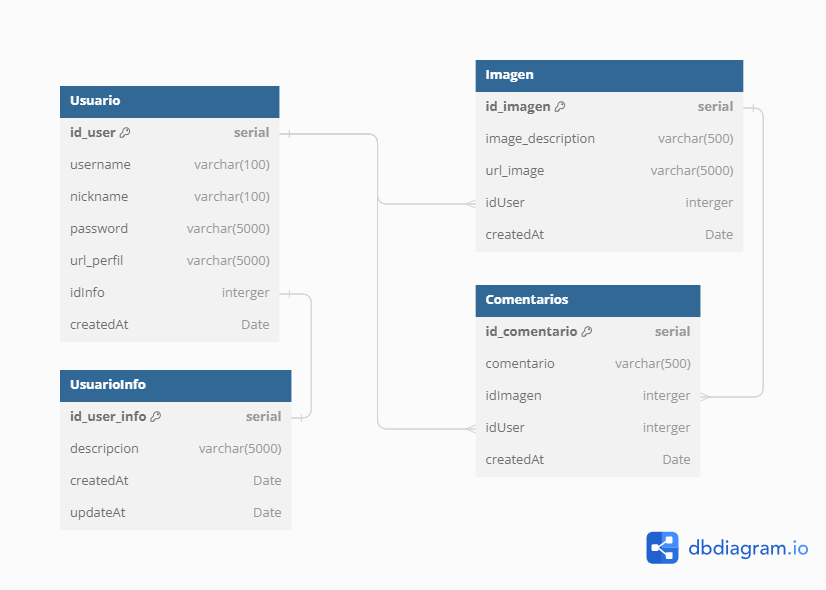 Usuario
id_user serial
username varchar(100)
nickname varchar(100)
password varchar(5000)
url_perfil varchar(5000)
idInfo interger
createdAt Date
UsuarioInfo
id_user_info serial
descripcion varchar(5000)
createdAt Date
updateAt Date
Imagen
id_imagen serial
image_description varchar(500)
url_image varchar(5000)
idUser interger
createdAt Date
Comentarios
id_comentario serial
comentario varchar(500)
idImagen interger
idUser interger
createdAt Date
dbdiagram.io